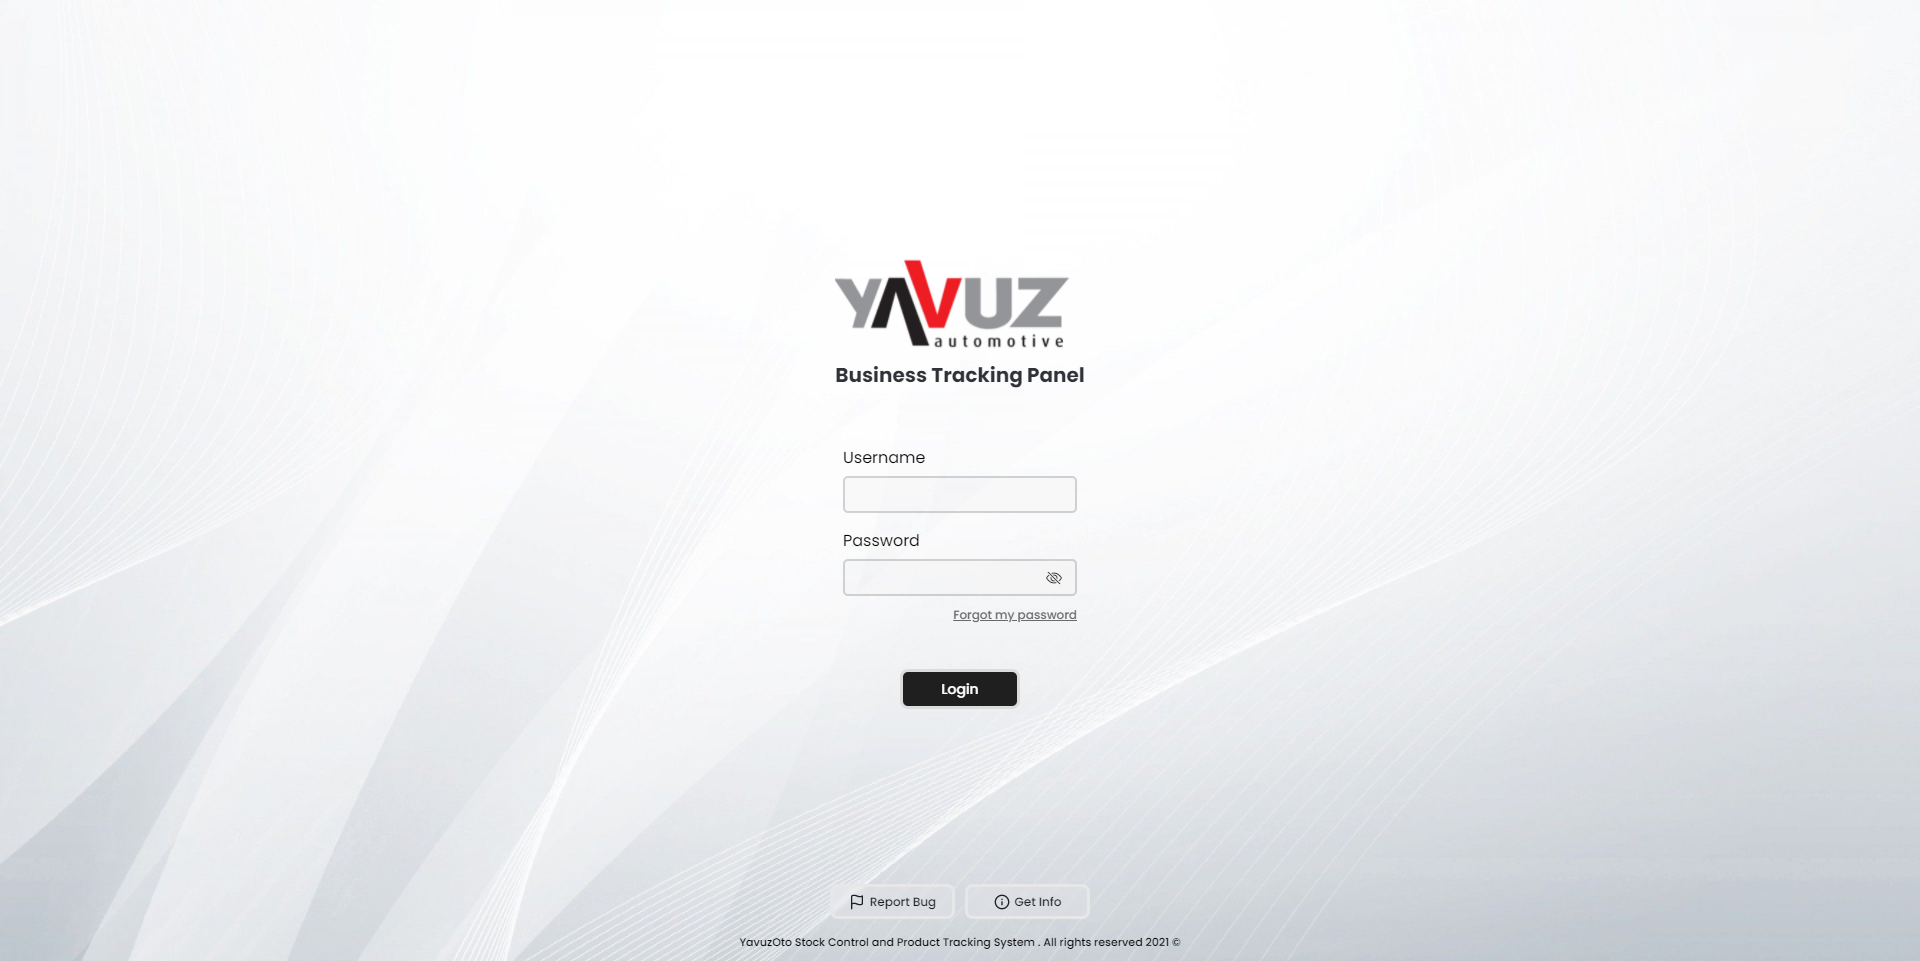 YAVUZ
automotive
Business Tracking Panel
Username
Password
Forgot my password
Login
Report Bug
Get Info
YavuzOto Stock Control and Product Tracking System . All rights reserved 2021 ©